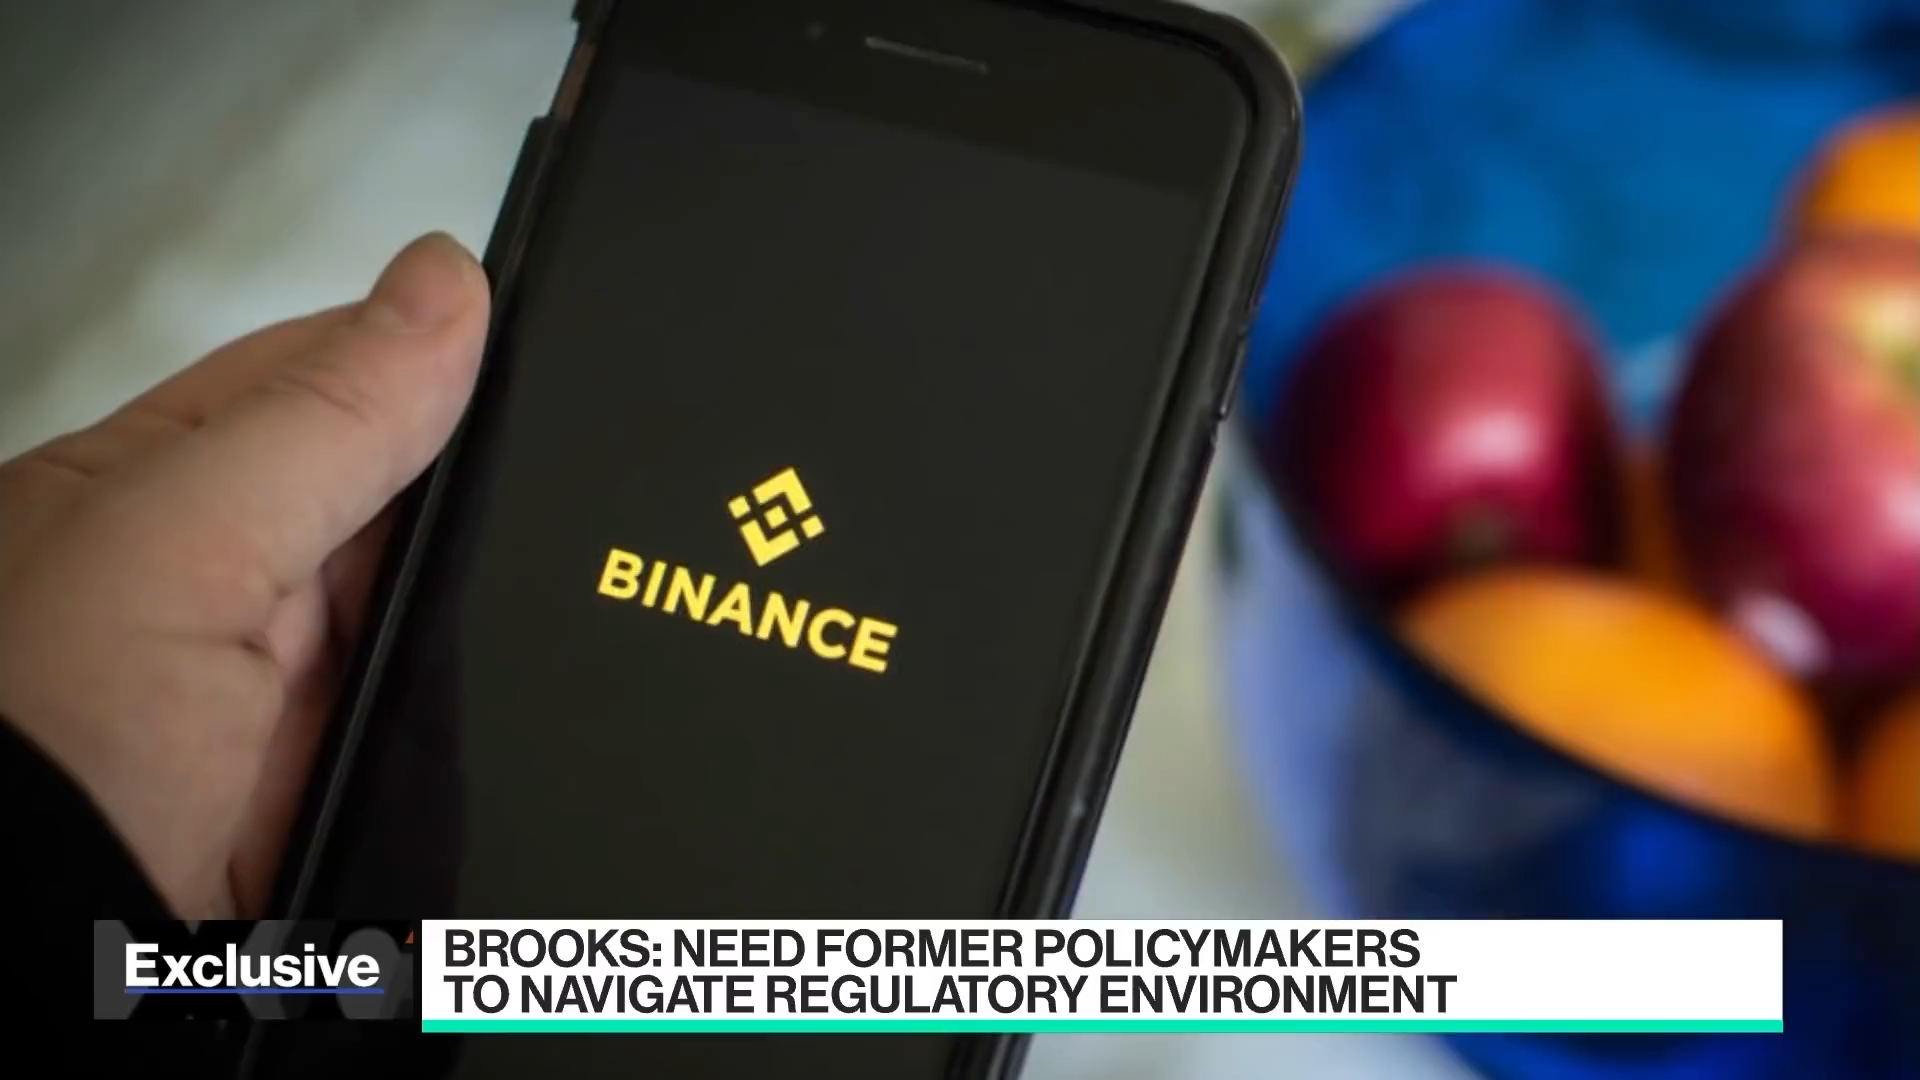 BINANCE
Exclusive
BROOKS: NEED FORMER POLICYMAKERS
TO NAVIGATE REGULATORY ENVIRONMENT